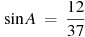 sin A = 12/37